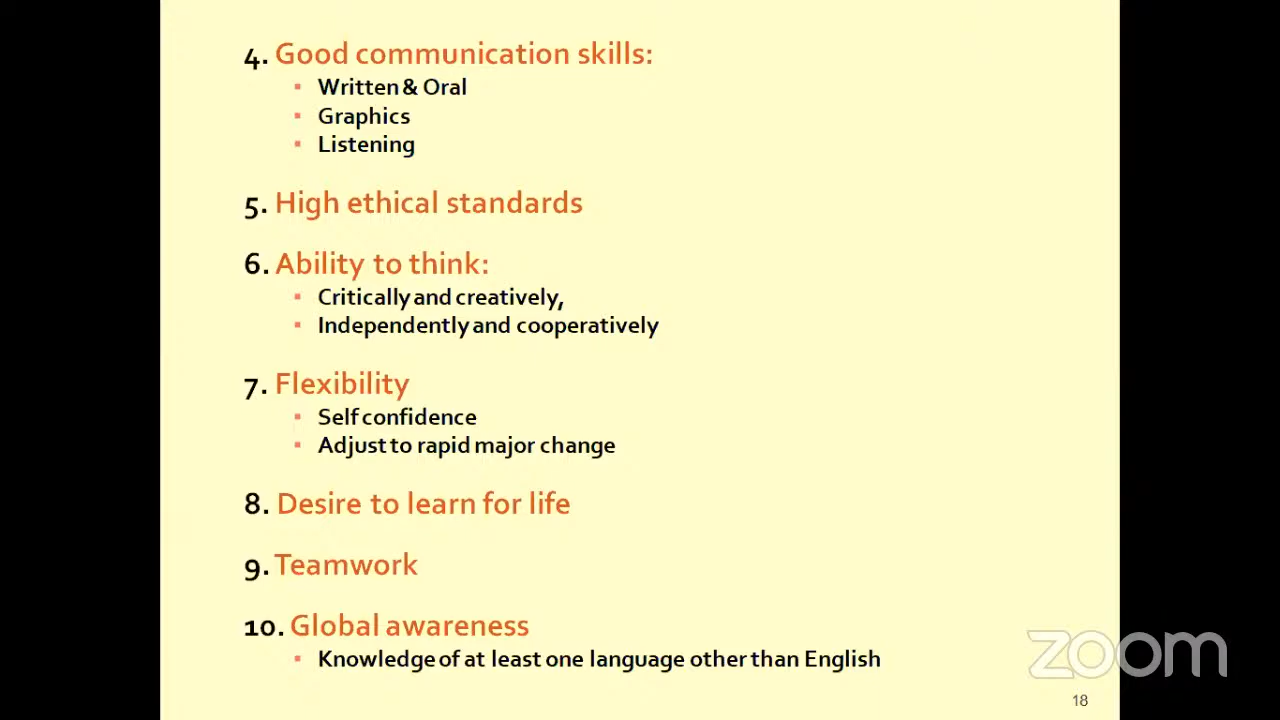 4. Good communication skills:
▪ Written & Oral
▪ Graphics
▪ Listening
5. High ethical standards
6. Ability to think:
▪ Critically and creatively,
▪ Independently and cooperatively
7. Flexibility
▪ Self confidence
▪ Adjust to rapid major change
8. Desire to learn for life
9. Teamwork
10. Global awareness
▪ Knowledge of at least one language other than English
zoom
18